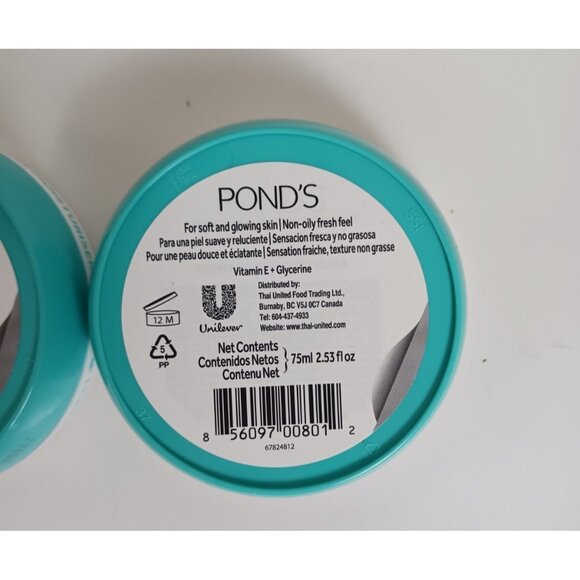 POND'S
For soft and glowing skin | Non-oily fresh feel
Para una piel suave y reluciente | Sensacion fresca y no grasosa
Pour une peau douce et éclatante | Sensation fraiche, texture non grasse
Vitamin E + Glycerine
Distributed by:
Thai United Food Trading Ltd.,
Burnaby, BC V5J 0C7 Canada
Tel: 604-437-4933
Website: www.thai-united.com
12 M
Unilever
5
PP
Net Contents
Contenidos Netos
Contenu Net
75ml 2.53 fl oz
8 56097 00801 2
67824812
37